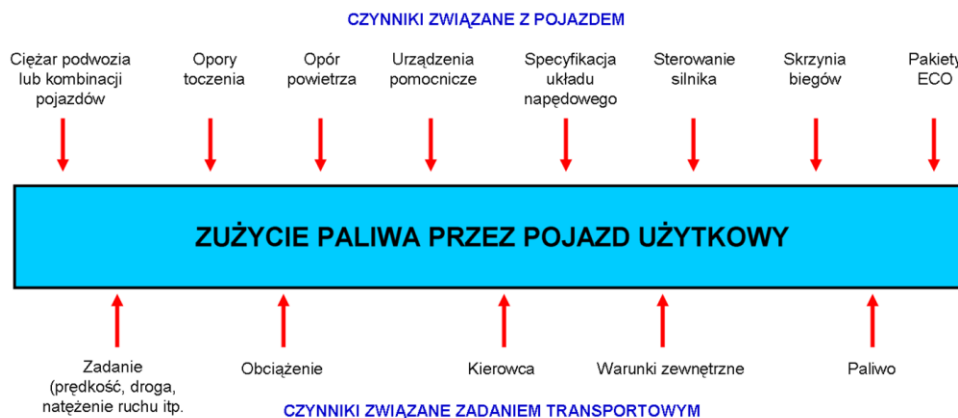 CZYNNIKI ZWIĄZANE Z POJAZDEM
Ciężar podwozia
lub kombinacji
pojazdów
Opory
toczenia
Opór
powietrza
Urządzenia
pomocnicze
Specyfikacja
układu
napędowego
Sterowanie
silnika
Skrzynia
biegów
Pakiety
ECO
ZUŻYCIE PALIWA PRZEZ POJAZD UŻYTKOWY
Zadanie
(prędkość, droga,
natężenie ruchu itp.
Obciążenie
Kierowca
Warunki zewnętrzne
Paliwo
CZYNNIKI ZWIĄZANE ZADANIEM TRANSPORTOWYM